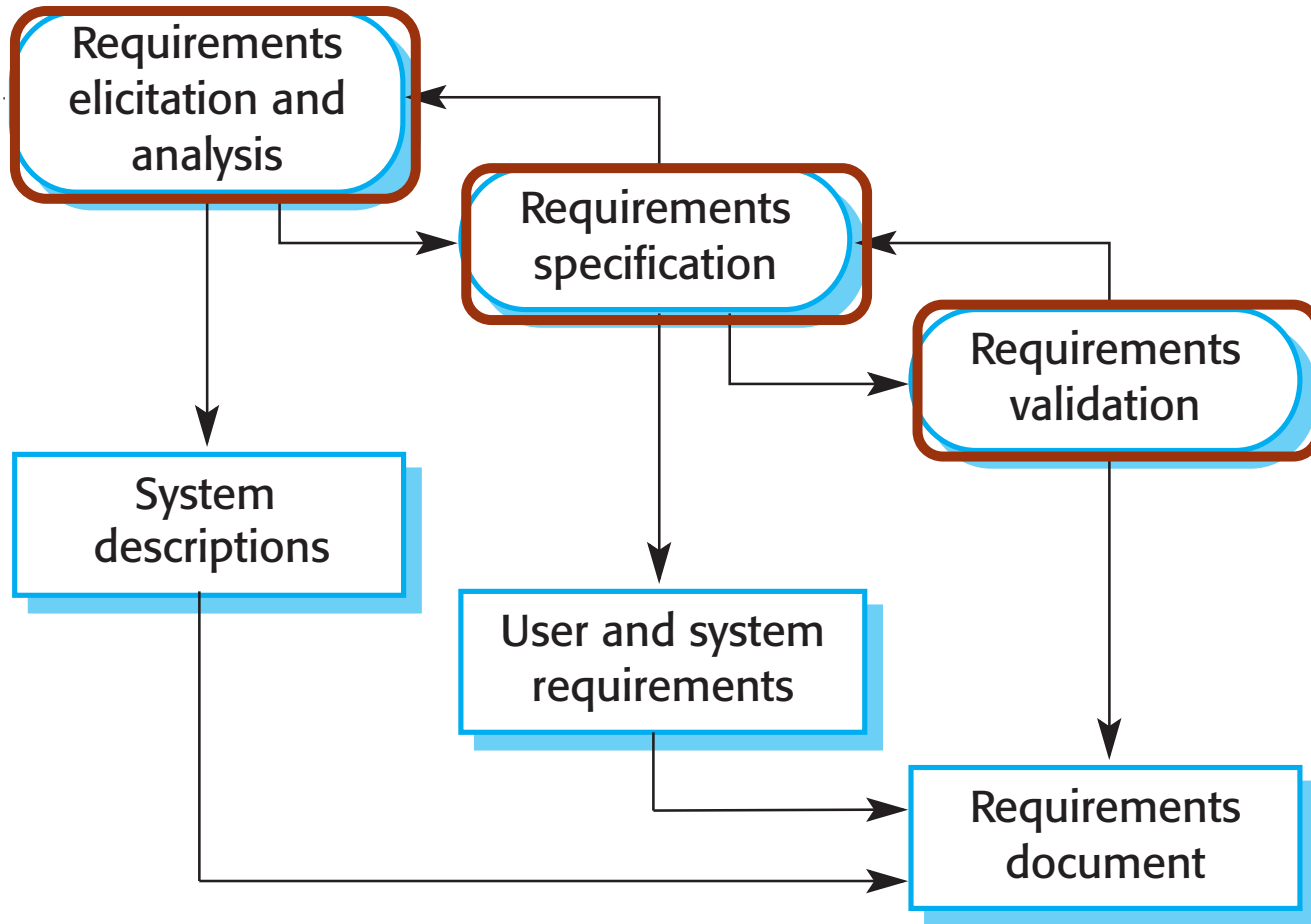 Requirements
elicitation and
analysis
Requirements
specification
Requirements
validation
System
descriptions
User and system
requirements
Requirements
document